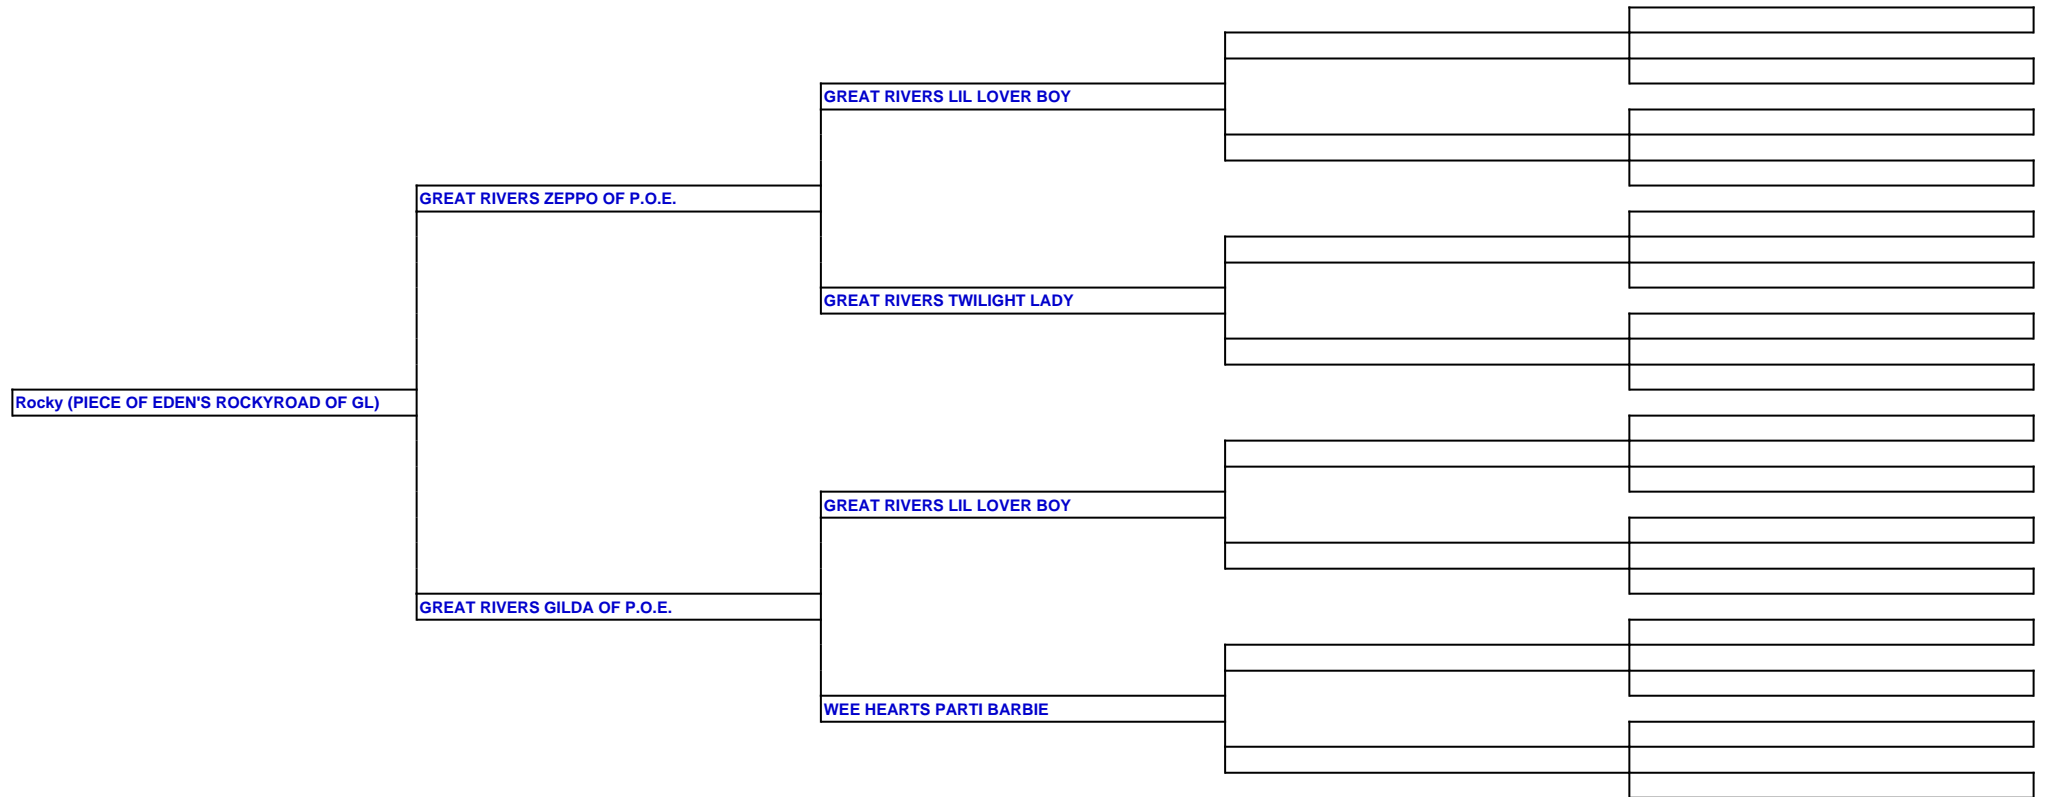 GREAT RIVERS LIL LOVER BOY
GREAT RIVERS ZEPPO OF P.O.E.
GREAT RIVERS TWILIGHT LADY
Rocky (PIECE OF EDEN'S ROCKYROAD OF GL)
GREAT RIVERS LIL LOVER BOY
GREAT RIVERS GILDA OF P.O.E.
WEE HEARTS PARTI BARBIE